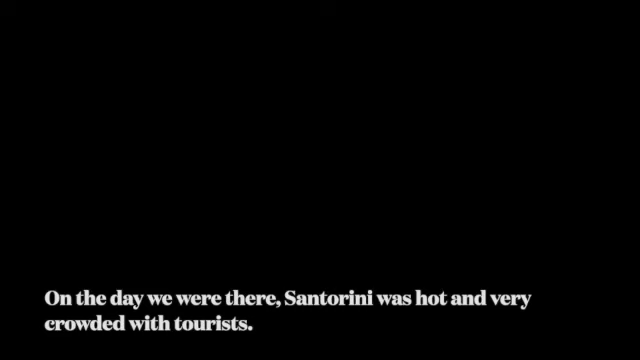 On the day we were there, Santorini was hot and very
crowded with tourists.